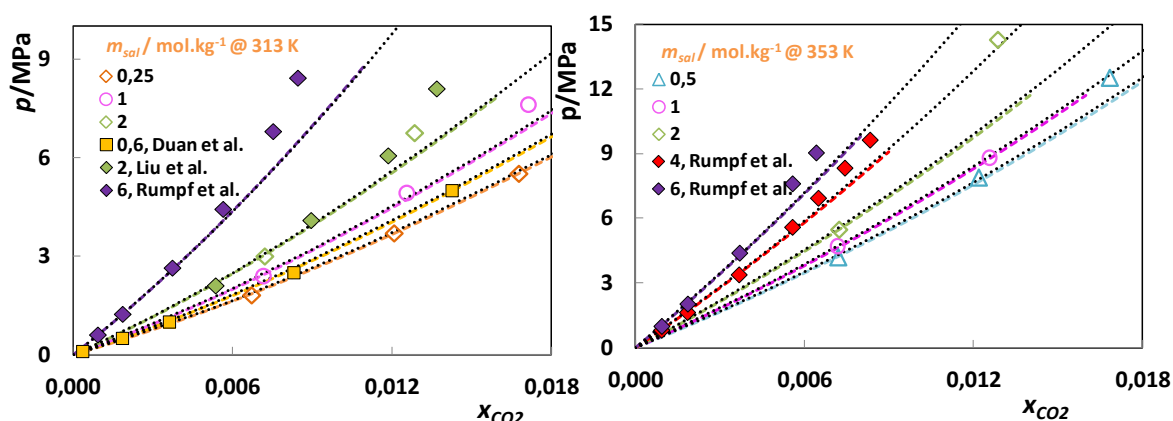 p/MPa
9
6
3
0
m_sal / mol.kg⁻¹ @ 313 K
0,25
1
2
0,6, Duan et al.
2, Liu et al.
6, Rumpf et al.
0,000
0,006
0,012
0,018
x_CO2
p/MPa
15
12
9
6
3
0
m_sal / mol.kg⁻¹ @ 353 K
0,5
1
2
4, Rumpf et al.
6, Rumpf et al.
0,000
0,006
0,012
0,018
x_CO2